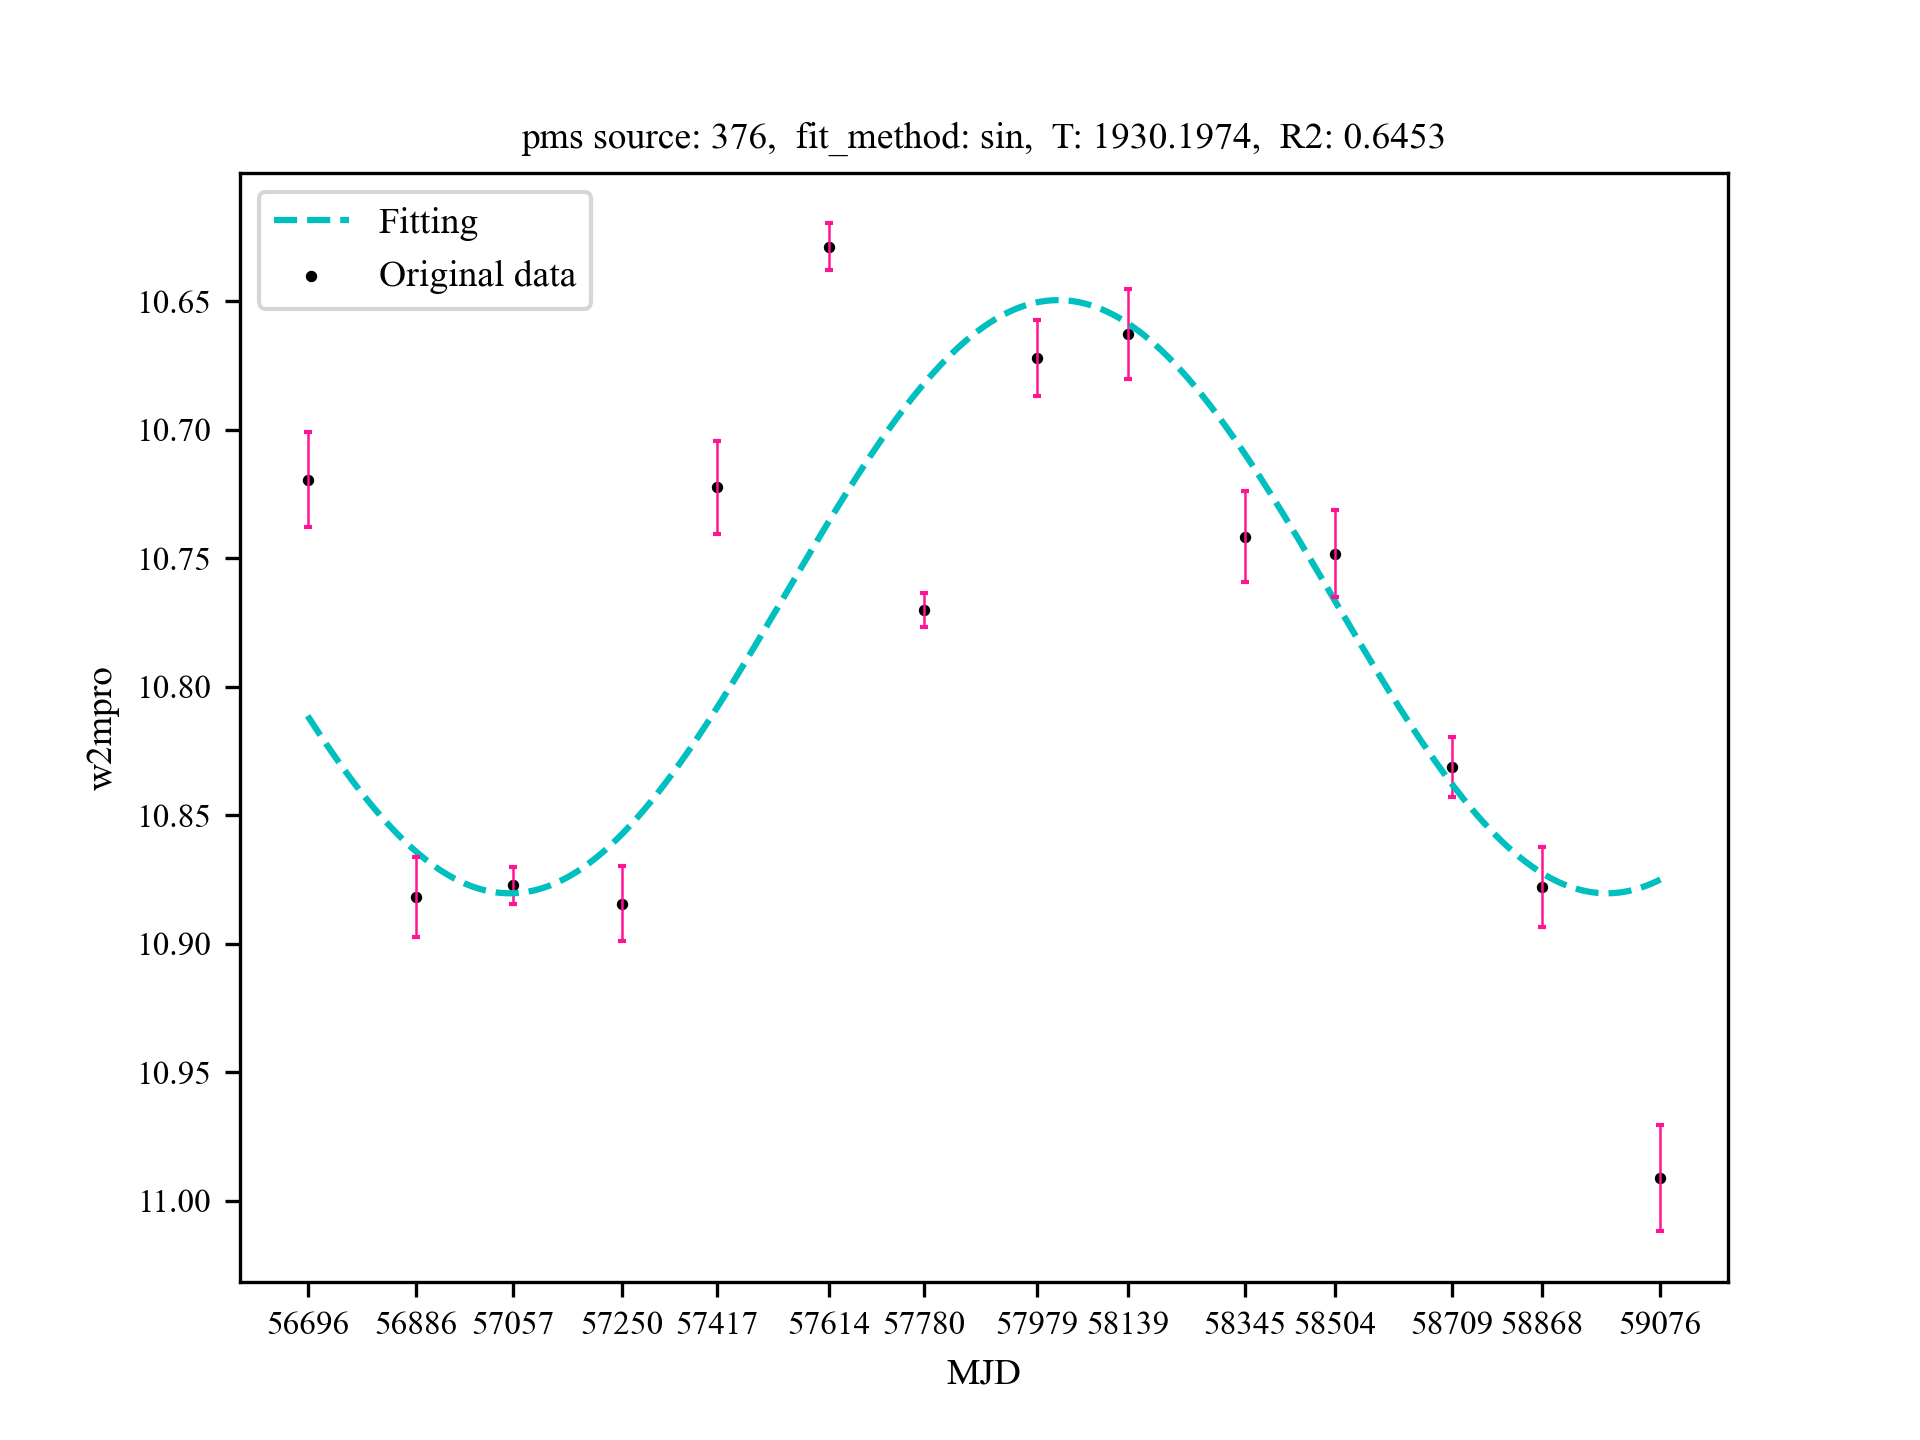 pms source: 376,  fit_method: sin,  T: 1930.1974,  R2: 0.6453
Fitting
Original data
10.65
10.70
10.75
10.80
10.85
10.90
10.95
11.00
w2mpro
56696 56886 57057 57250 57417 57614 57780 57979 58139 58345 58504 58709 58868 59076
MJD